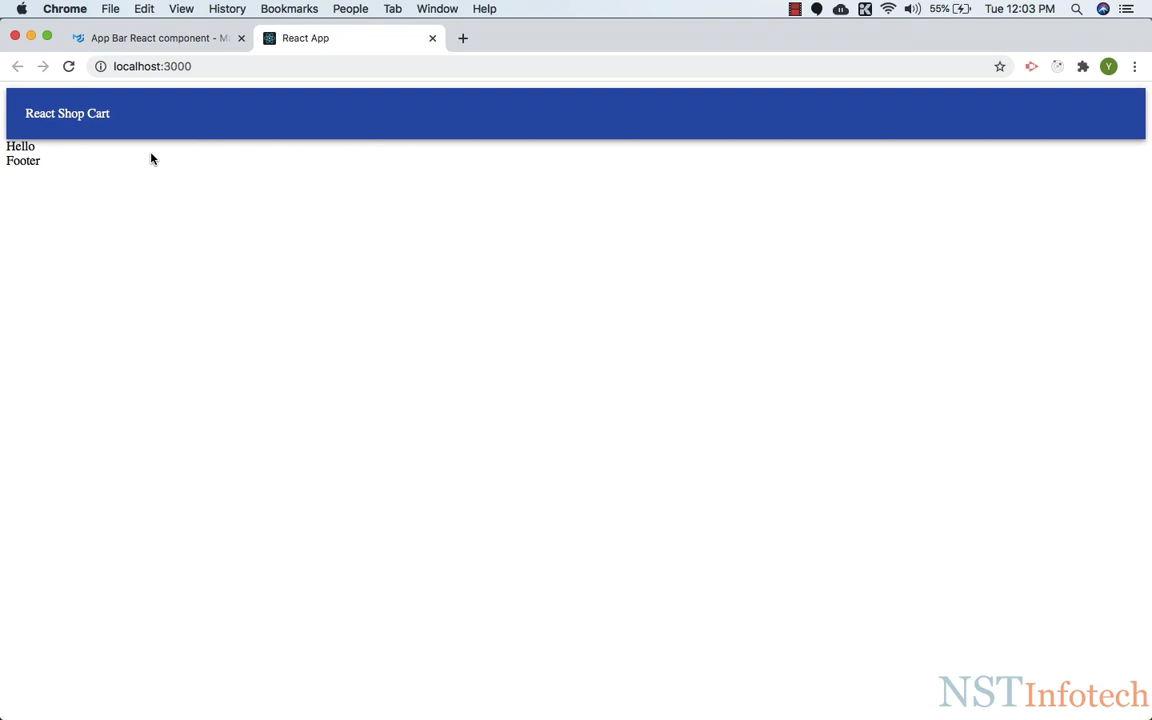 Chrome File Edit View History Bookmarks People Tab Window Help 55% Tue 12:03 PM
App Bar React component - M
React App
localhost:3000
Y
React Shop Cart
Hello
Footer
NSTInfotech